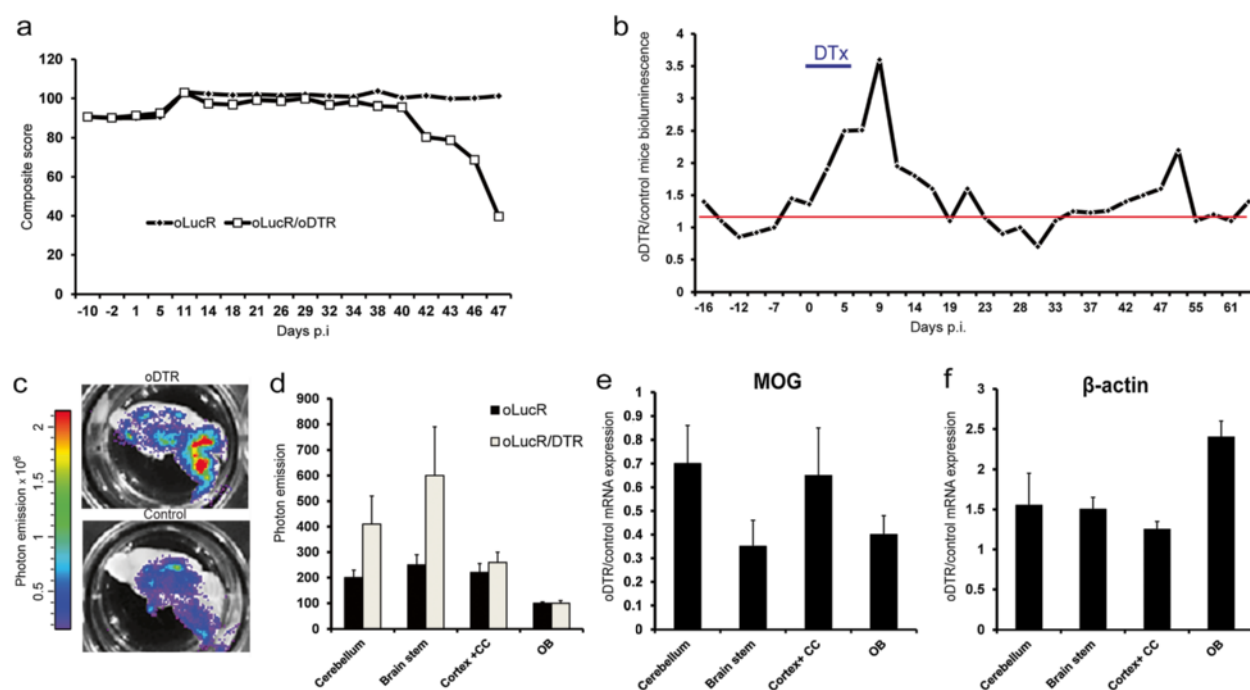 a
120
100
80
60
40
20
0
Composite score
oLucR
oLucR/oDTR
-10 -2 1 5 11 14 18 21 26 29 32 34 38 40 42 43 46 47
Days p.i
b
4
3.5
3
2.5
2
1.5
1
0.5
0
oDTR/control mice bioluminescence
DTx
-16 -12 -7 0 5 9 14 19 23 28 33 39 42 47 55 61
Days p.i.
c
oDTR
Control
2
1.5
1
0.5
Photon emission x 10⁶
d
1000
900
800
700
600
500
400
300
200
100
0
Photon emission
oLucR
oLucR/DTR
Cerebellum
Brain stem
Cortex +CC
OB
e
MOG
1
0.9
0.8
0.7
0.6
0.5
0.4
0.3
0.2
0.1
0
oDTR/control mRNA expression
Cerebellum
Brain stem
Cortex+ CC
OB
f
β-actin
3
2.5
2
1.5
1
0.5
0
oDTR/control mRNA expression
Cerebellum
Brain stem
Cortex+ CC
OB